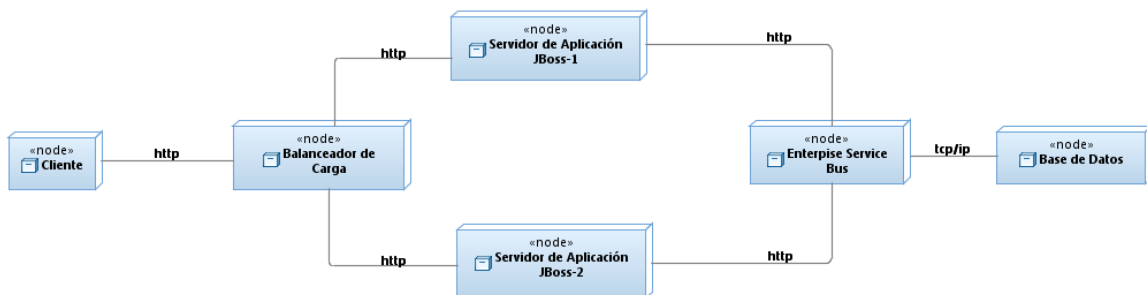 «node»
Servidor de Aplicación
JBoss-1
http
http
«node»
Cliente
http
«node»
Balanceador de
Carga
«node»
Enterpise Service
Bus
tcp/ip
«node»
Base de Datos
«node»
Servidor de Aplicación
JBoss-2
http
http